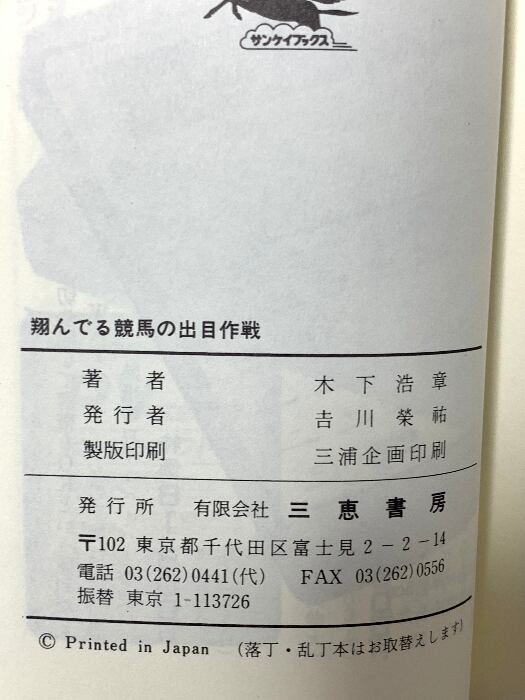 サンケイブックス
翔んでる競馬の出目作戦
著者 木下浩章
発行者 吉川榮祐
製版印刷 三浦企画印刷
発行所 有限会社 三恵書房
〒102 東京都千代田区富士見2-2-14
電話 03(262)0441(代) FAX 03(262)0556
振替 東京 1-113726
© Printed in Japan (落丁・乱丁本はお取替えします)